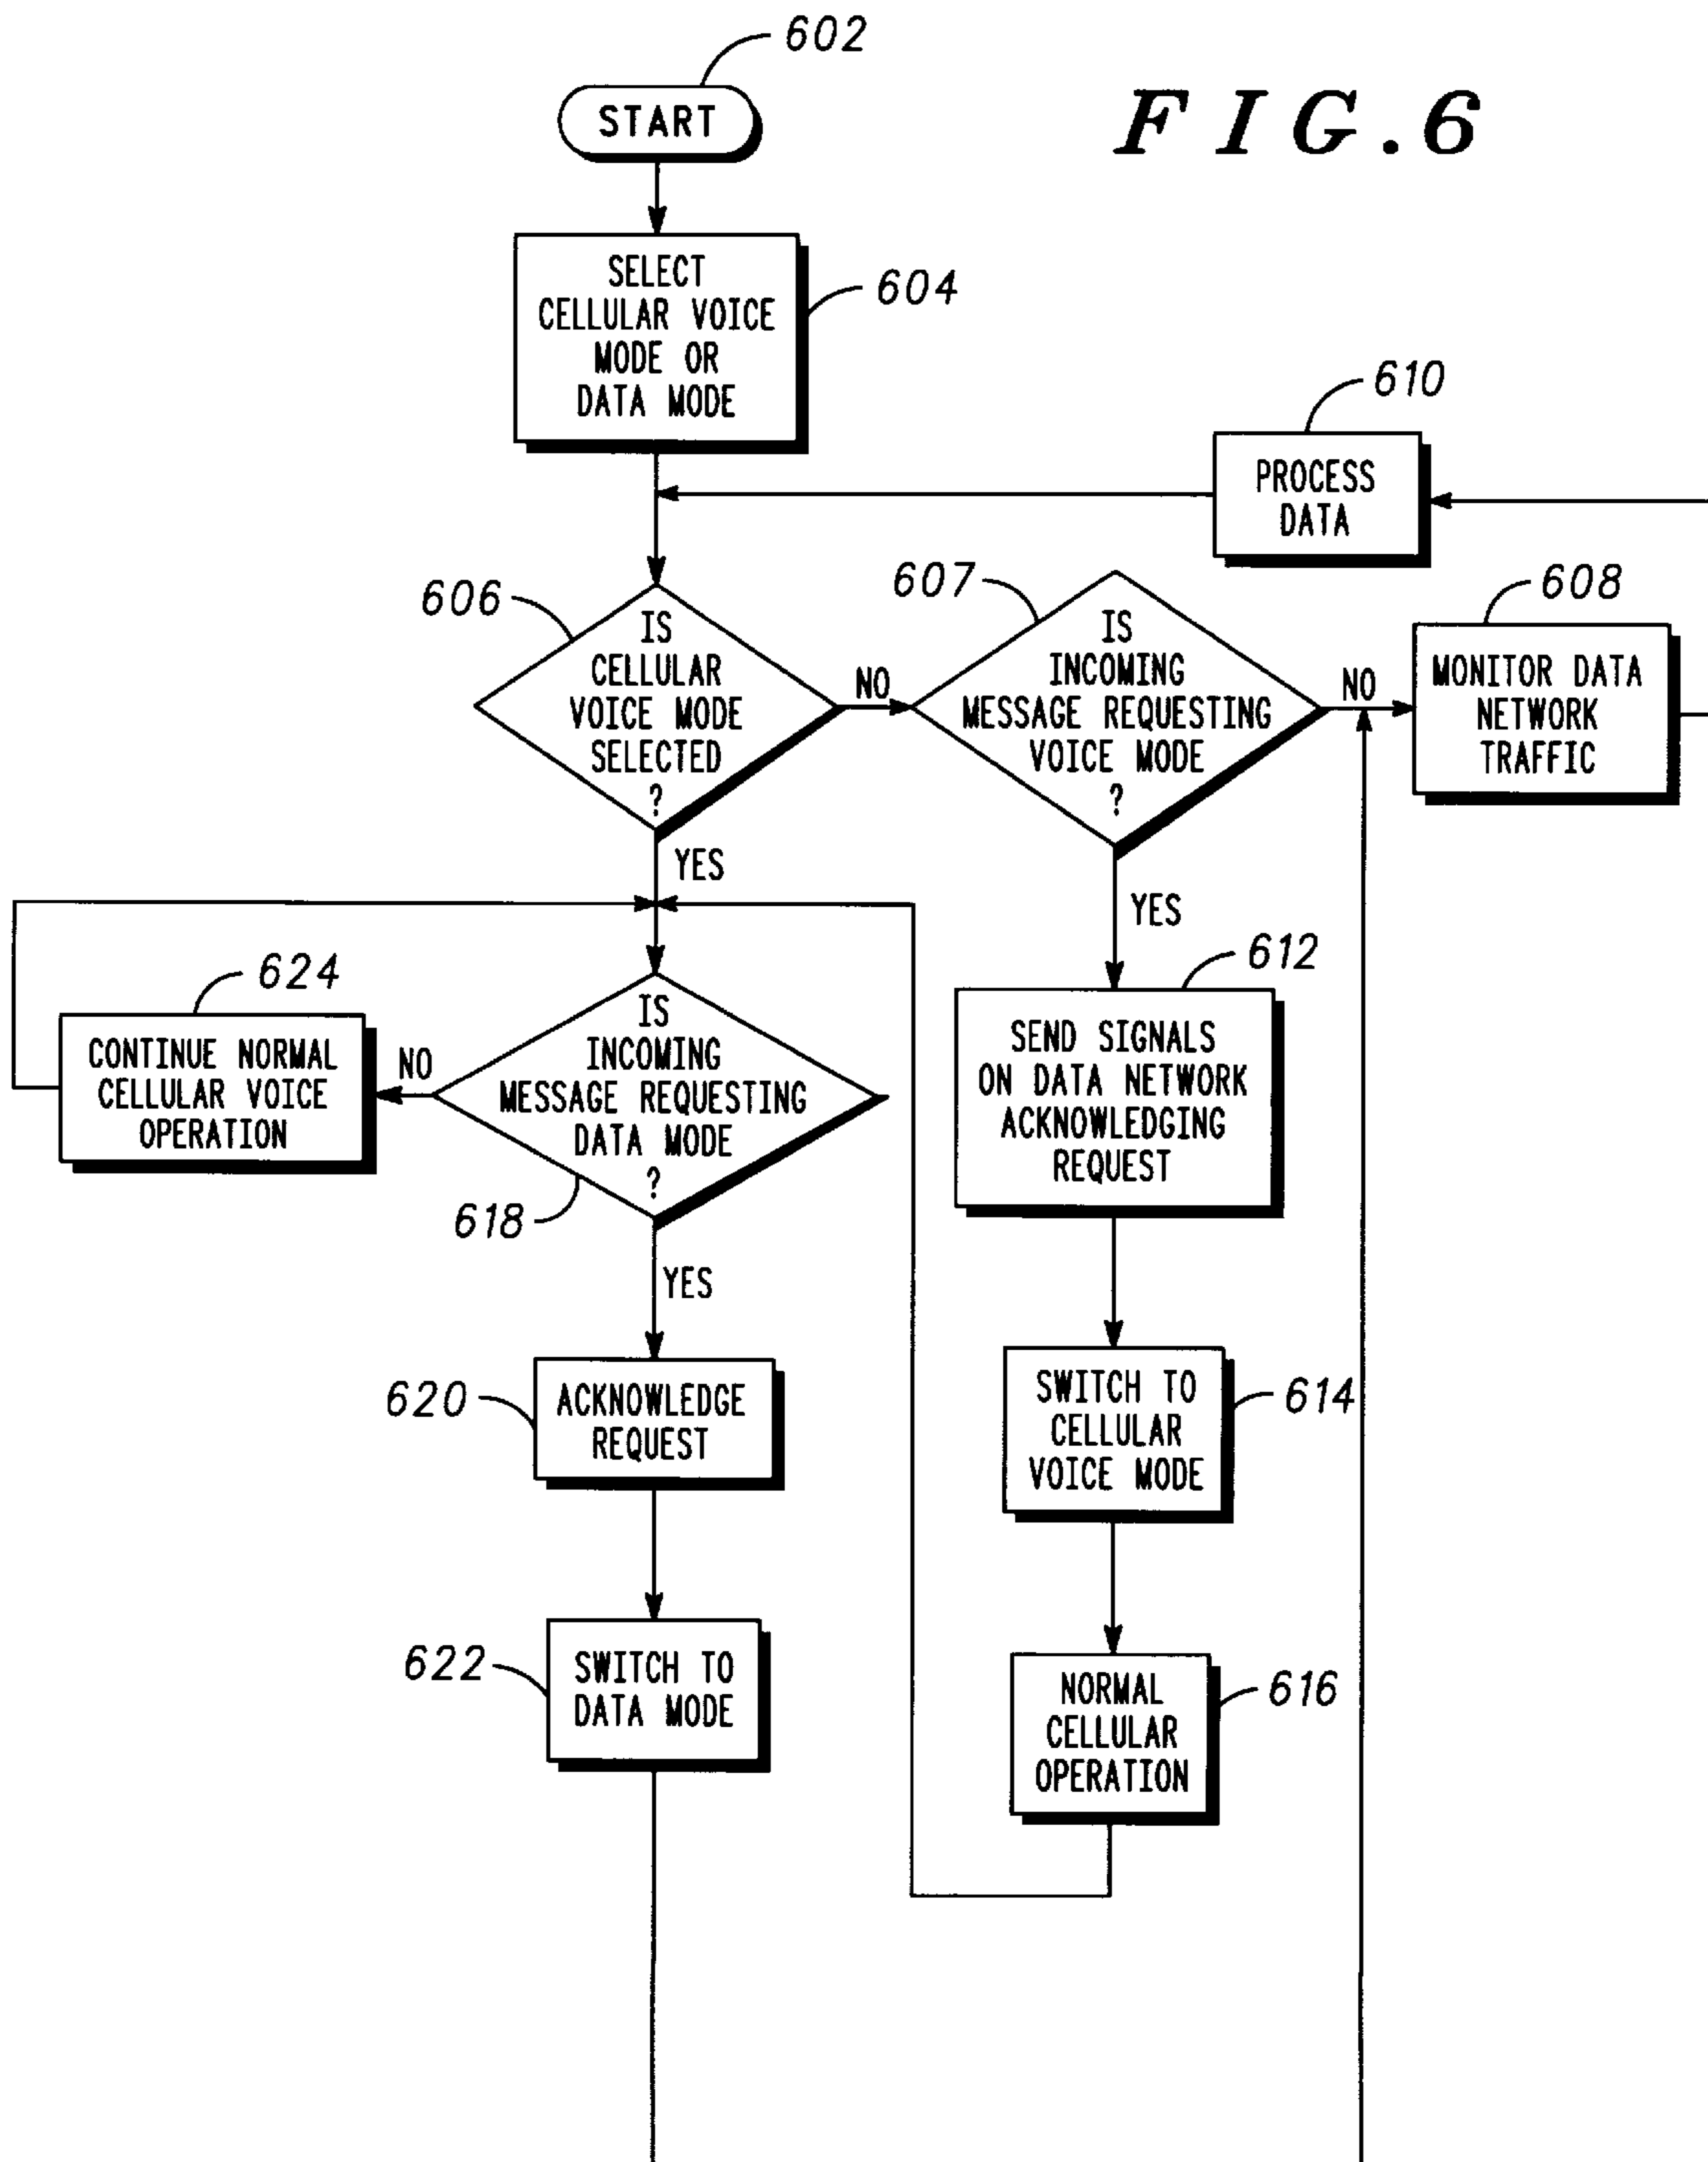 602
START
FIG.6
SELECT
CELLULAR VOICE
MODE OR
DATA MODE
604
610
PROCESS
DATA
606
IS
CELLULAR
VOICE MODE
SELECTED
?
NO
YES
607
IS
INCOMING
MESSAGE REQUESTING
VOICE MODE
?
NO
YES
608
MONITOR DATA
NETWORK
TRAFFIC
624
CONTINUE NORMAL
CELLULAR VOICE
OPERATION
NO
IS
INCOMING
MESSAGE REQUESTING
DATA MODE
?
618
YES
612
SEND SIGNALS
ON DATA NETWORK
ACKNOWLEDGING
REQUEST
620
ACKNOWLEDGE
REQUEST
SWITCH TO
CELLULAR
VOICE MODE
614
622
SWITCH TO
DATA MODE
NORMAL
CELLULAR
OPERATION
616